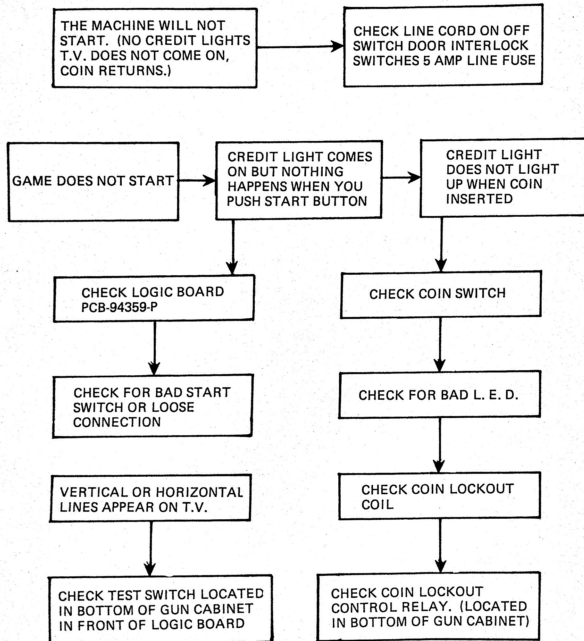 THE MACHINE WILL NOT
START. (NO CREDIT LIGHTS
T.V. DOES NOT COME ON,
COIN RETURNS.)
CHECK LINE CORD ON OFF
SWITCH DOOR INTERLOCK
SWITCHES 5 AMP LINE FUSE
GAME DOES NOT START
CREDIT LIGHT COMES
ON BUT NOTHING
HAPPENS WHEN YOU
PUSH START BUTTON
CREDIT LIGHT
DOES NOT LIGHT
UP WHEN COIN
INSERTED
CHECK LOGIC BOARD
PCB-94359-P
CHECK COIN SWITCH
CHECK FOR BAD START
SWITCH OR LOOSE
CONNECTION
CHECK FOR BAD L. E. D.
VERTICAL OR HORIZONTAL
LINES APPEAR ON T.V.
CHECK COIN LOCKOUT
COIL
CHECK TEST SWITCH LOCATED
IN BOTTOM OF GUN CABINET
IN FRONT OF LOGIC BOARD
CHECK COIN LOCKOUT
CONTROL RELAY. (LOCATED
IN BOTTOM OF GUN CABINET)